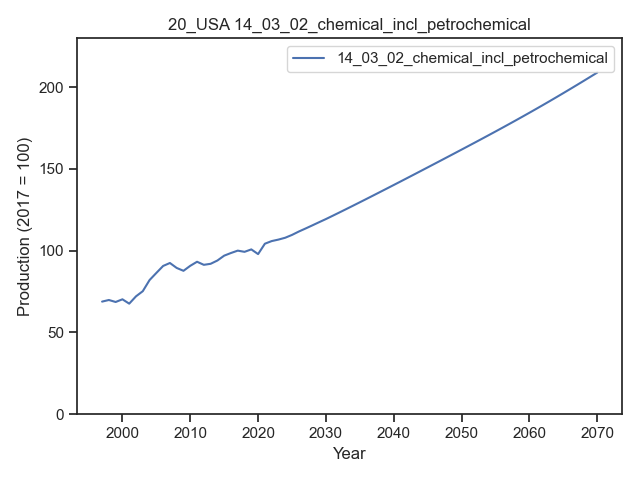 20_USA 14_03_02_chemical_incl_petrochemical
14_03_02_chemical_incl_petrochemical
Production (2017 = 100)
200
150
100
50
0
2000 2010 2020 2030 2040 2050 2060 2070
Year